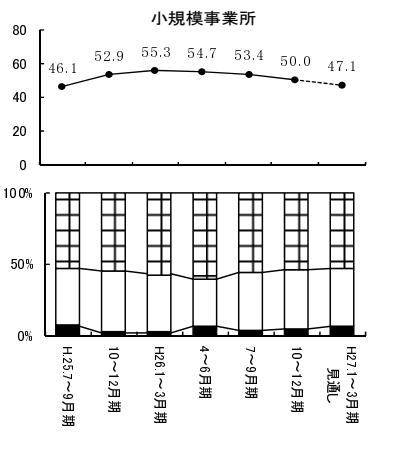 小規模事業所
80
60
40
20
0
46.1
52.9
55.3
54.7
53.4
50.0
47.1
100%
50%
0%
H.25.7～9月期
10～12月期
H26.1～3月期
4～6月期
7～9月期
10～12月期
H27.1～3月期
見通し